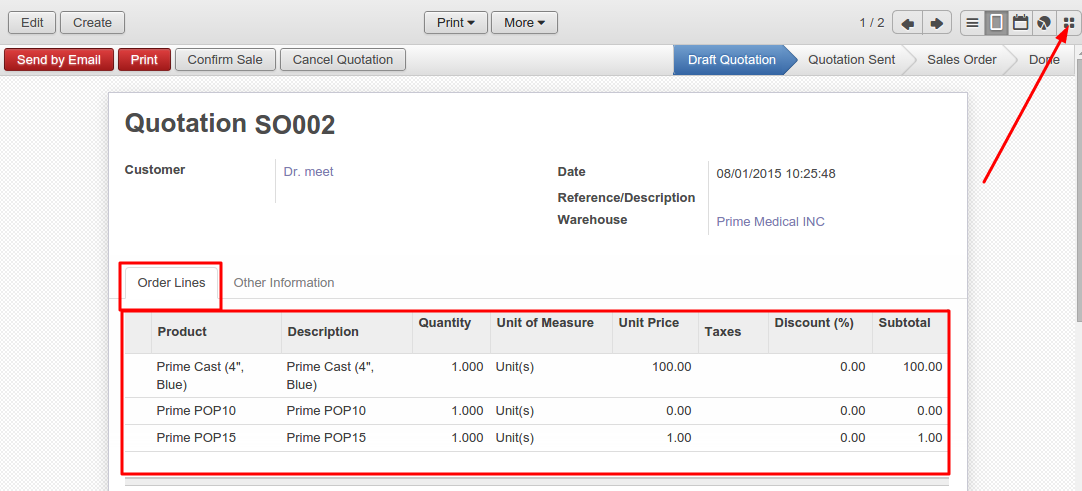 Edit Create Print More 1 / 2
Send by Email Print Confirm Sale Cancel Quotation Draft Quotation Quotation Sent Sales Order Done
Quotation SO002
Customer Dr. meet Date 08/01/2015 10:25:48
Reference/Description
Warehouse Prime Medical INC
Order Lines Other Information
Product Description Quantity Unit of Measure Unit Price Taxes Discount (%) Subtotal
Prime Cast (4", Prime Cast (4", 1.000 Unit(s) 100.00 0.00 100.00
Blue) Blue)
Prime POP10 Prime POP10 1.000 Unit(s) 0.00 0.00 0.00
Prime POP15 Prime POP15 1.000 Unit(s) 1.00 0.00 1.00